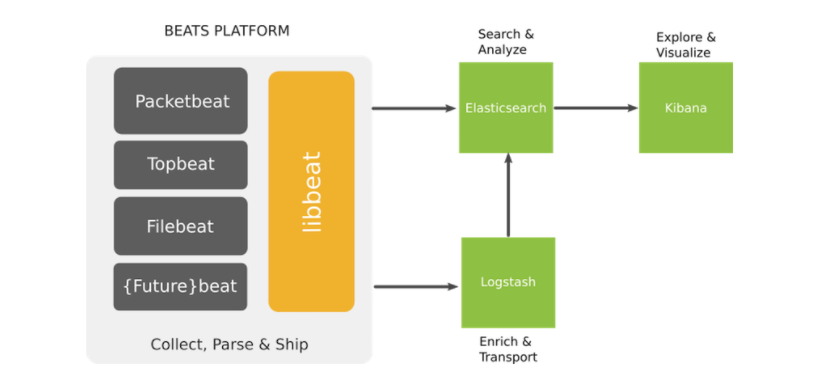 BEATS PLATFORM
Packetbeat
Topbeat
Filebeat
{Future}beat
libbeat
Collect, Parse & Ship
Search &
Analyze
Elasticsearch
Explore &
Visualize
Kibana
Logstash
Enrich &
Transport